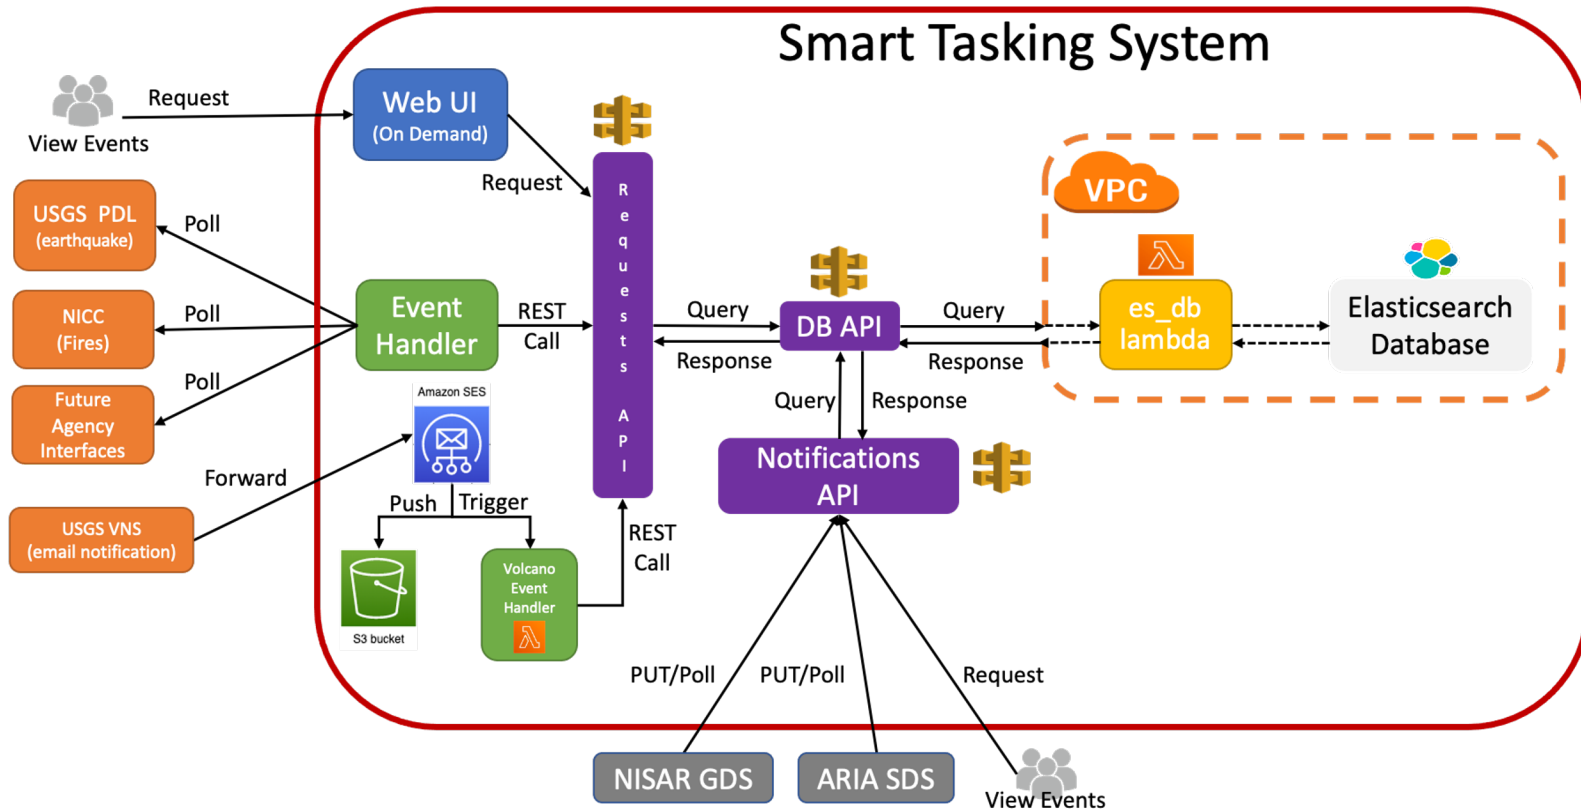 Smart Tasking System
Request
View Events
Web UI
(On Demand)
Request
USGS PDL
(earthquake)
Poll
NICC
(Fires)
Poll
Future
Agency
Interfaces
Poll
USGS VNS
(email notification)
Forward
Event
Handler
REST
Call
Amazon SES
Push
Trigger
S3 bucket
Volcano
Event
Handler
REST
Call
Requests API
Query
Response
DB API
Query
Response
VPC
es_db
lambda
Elasticsearch
Database
Query
Response
Notifications
API
PUT/Poll
PUT/Poll
Request
NISAR GDS
ARIA SDS
View Events